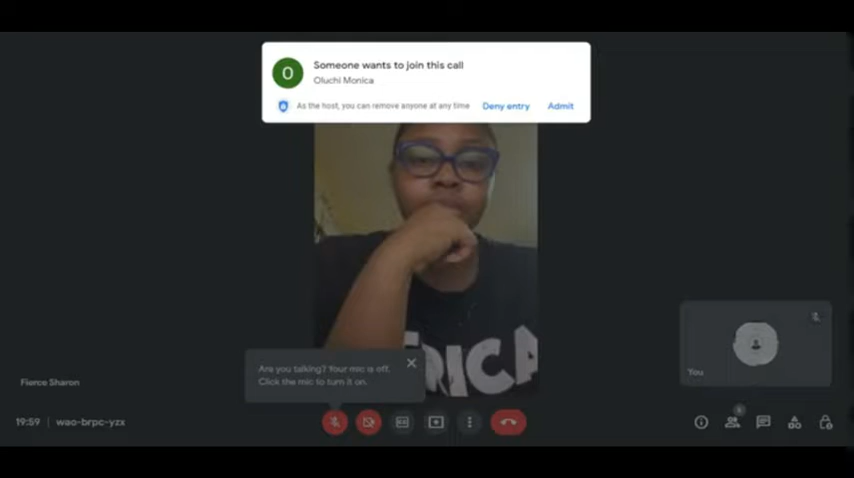 O
Someone wants to join this call
Oluchi Monica
As the host, you can remove anyone at any time
Deny entry
Admit
RICA
Are you talking? Your mic is off.
Click the mic to turn it on.
You
Fierce Sharon
19:59 | wao-brpc-yzx